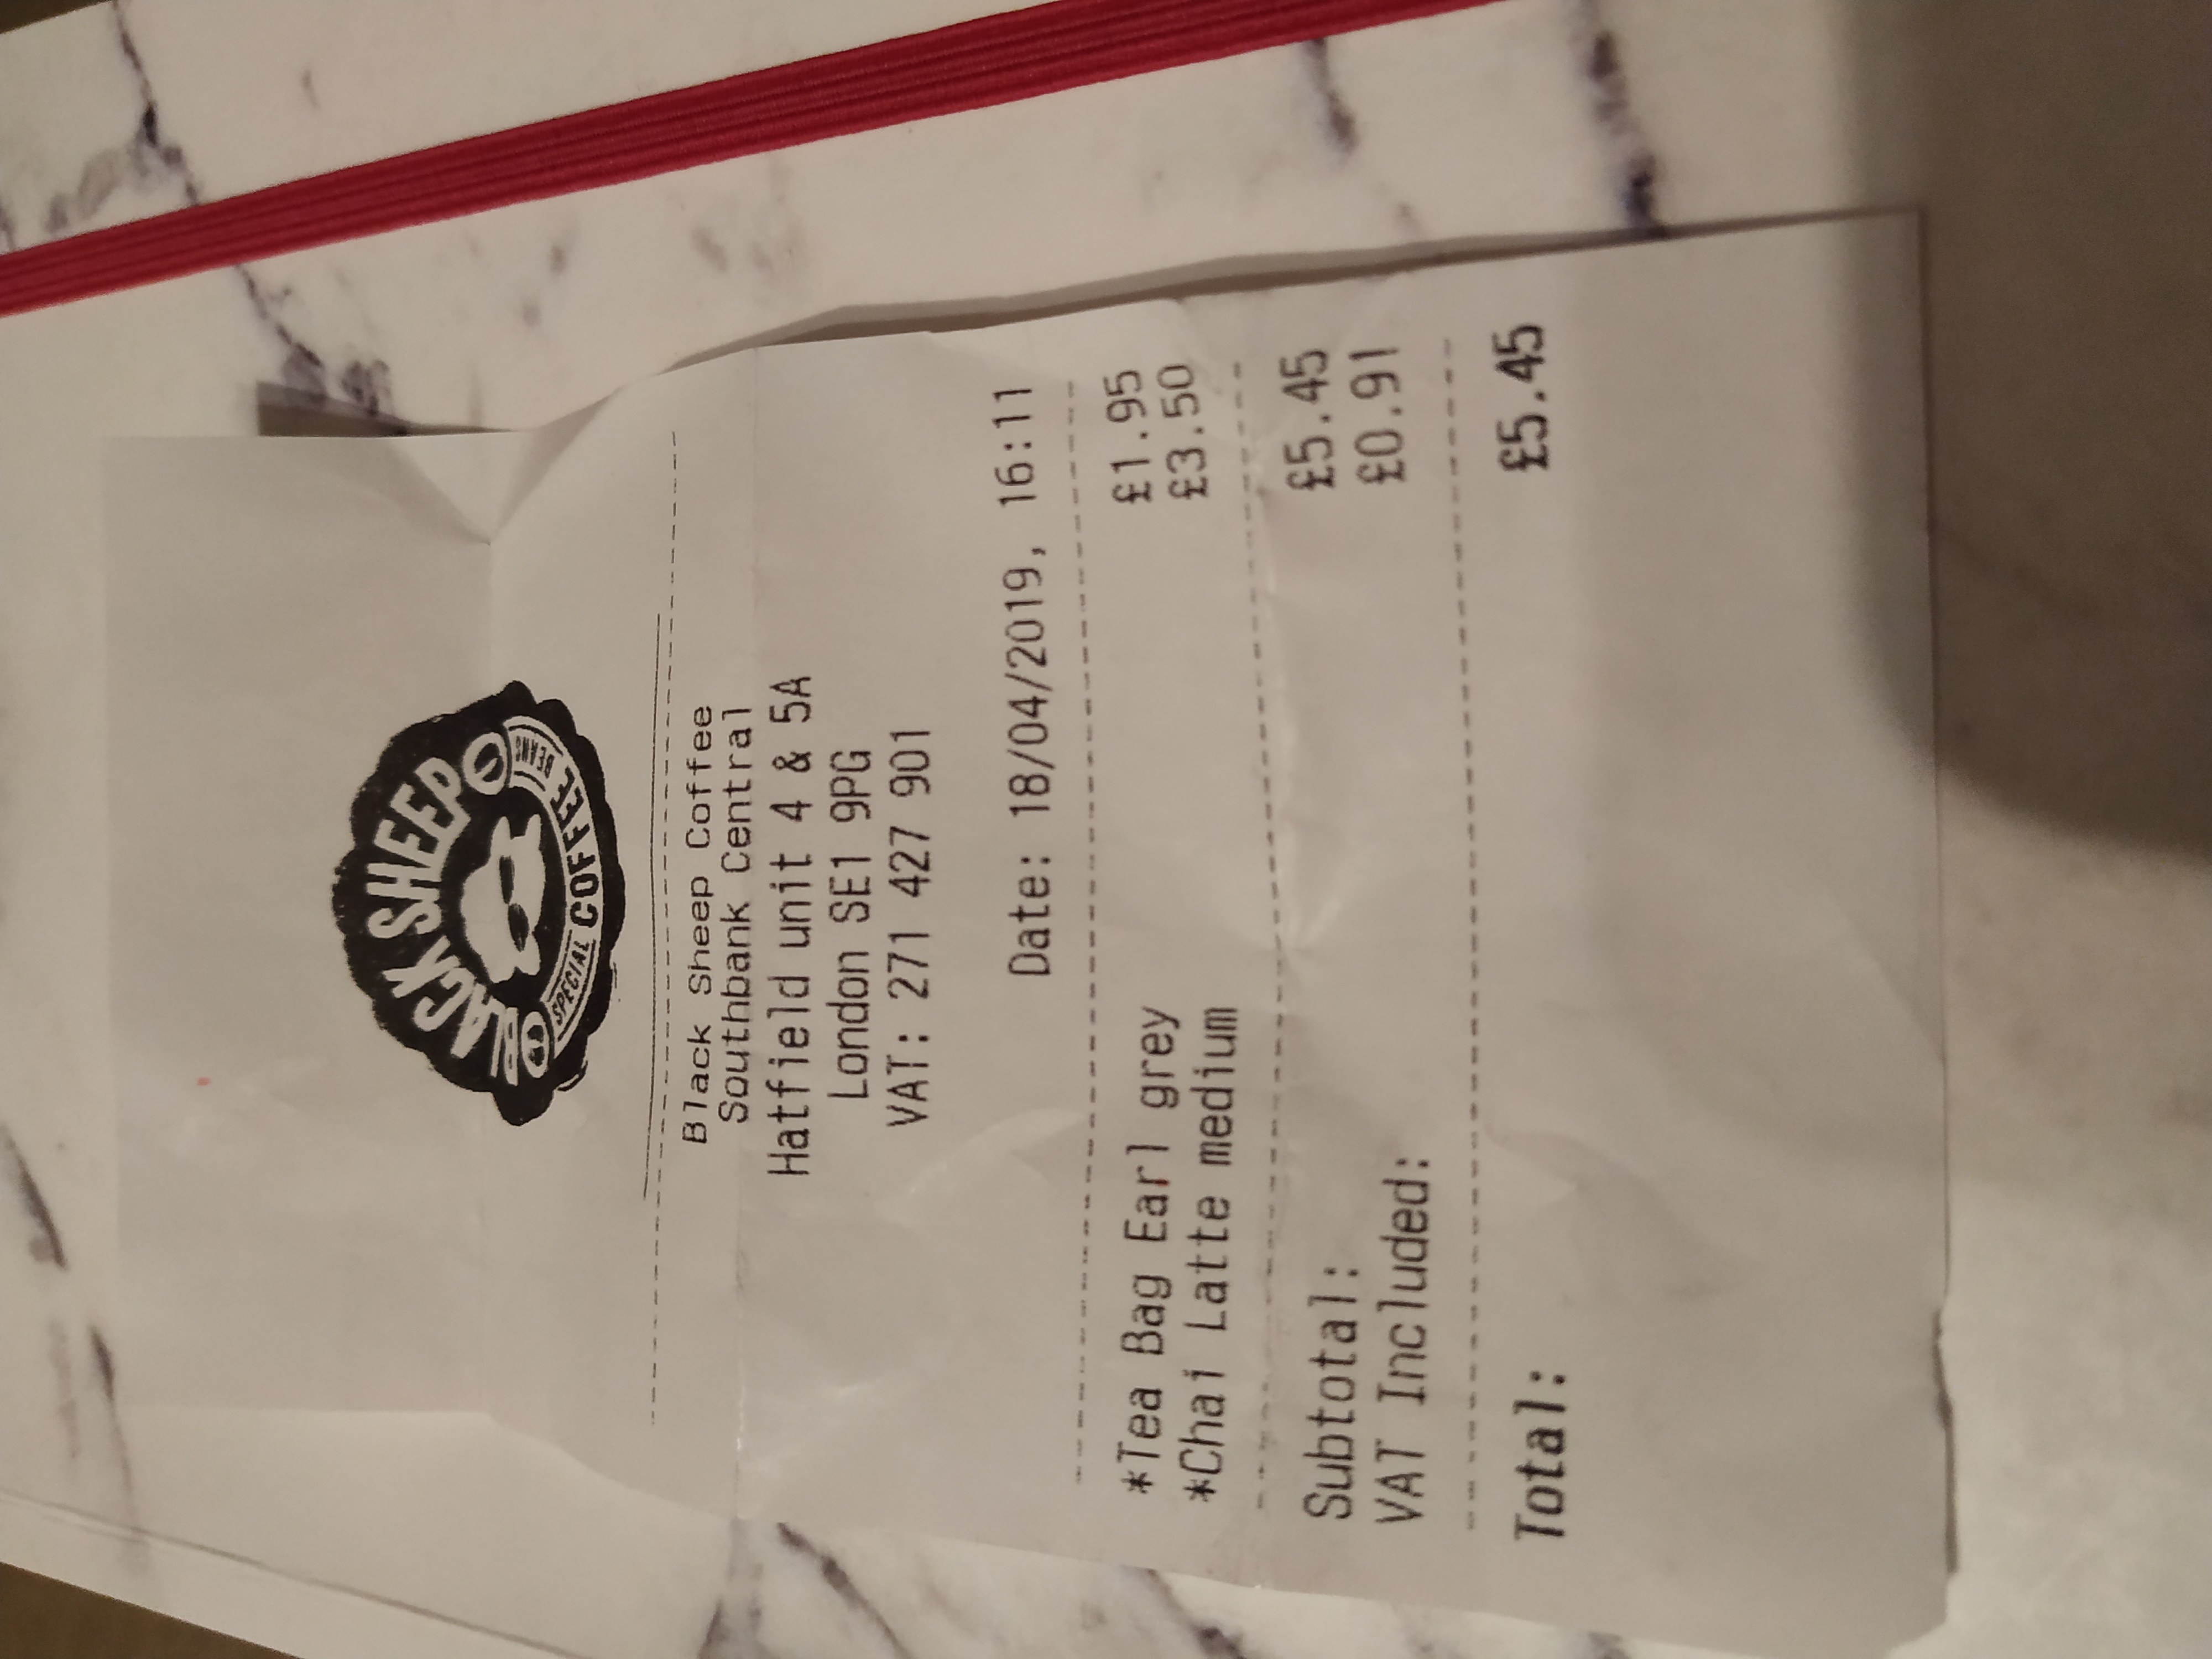 BLACK SHEEP
SPECIAL COFFEE BEANS
Black Sheep Coffee
Southbank Central
Hatfield unit 4 & 5A
London SE1 9PG
VAT: 271 427 901
Date: 18/04/2019, 16:11
*Tea Bag Earl grey £1.95
*Chai Latte medium £3.50
Subtotal: £5.45
VAT Included: £0.91
Total: £5.45